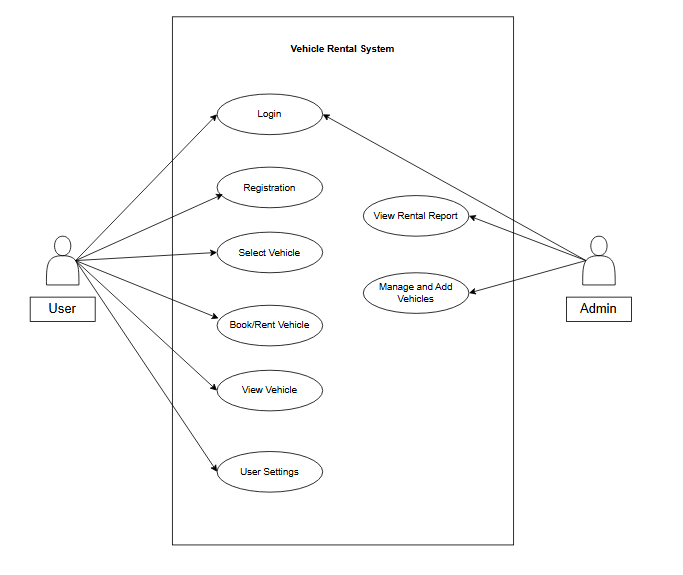 Vehicle Rental System
Login
Registration
View Rental Report
Select Vehicle
Manage and Add
Vehicles
User
Admin
Book/Rent Vehicle
View Vehicle
User Settings